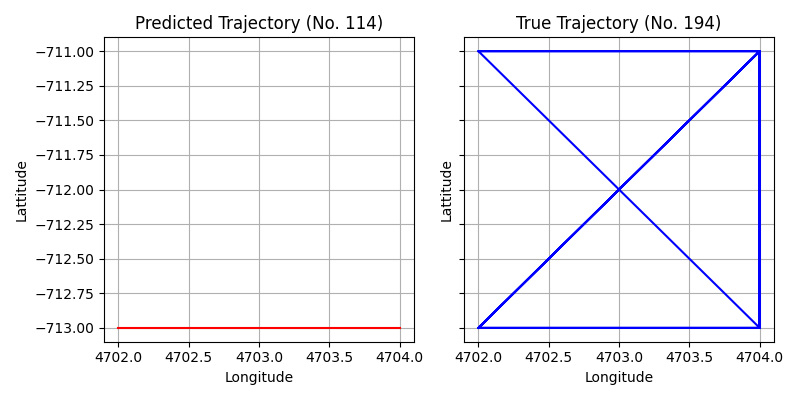 Predicted Trajectory (No. 114)
True Trajectory (No. 194)
−711.00
−711.25
−711.50
−711.75
−712.00
−712.25
−712.50
−712.75
−713.00
Lattitude
Lattitude
4702.0 4702.5 4703.0 4703.5 4704.0
4702.0 4702.5 4703.0 4703.5 4704.0
Longitude
Longitude